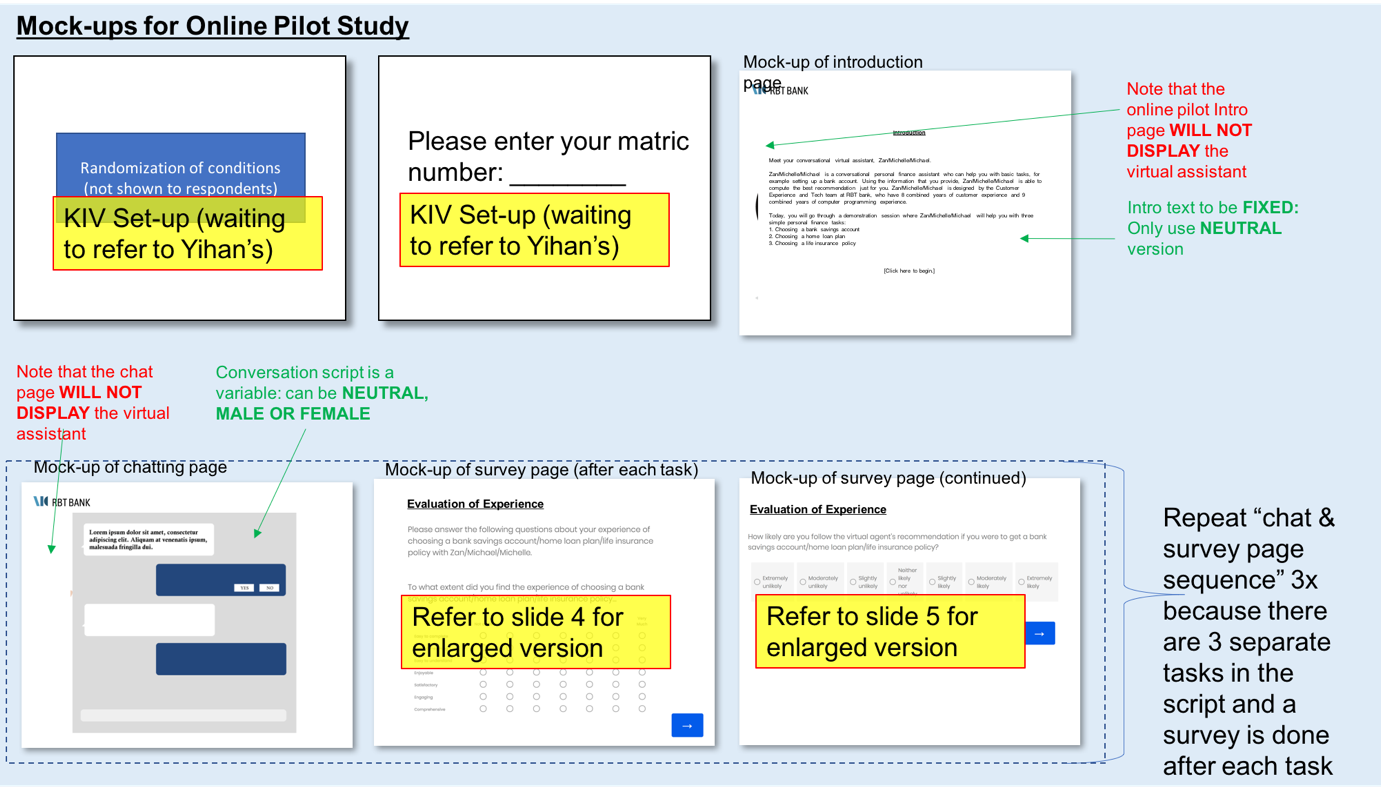 Mock-ups for Online Pilot Study
Randomization of conditions
(not shown to respondents)
KIV Set-up (waiting
to refer to Yihan’s)
Please enter your matric
number: _________
KIV Set-up (waiting
to refer to Yihan’s)
Mock-up of introduction
page
RBT BANK
Introduction
Meet your conversational virtual assistant, Zan/Michelle/Michael.
Zan/Michelle/Michael is a conversational personal finance assistant who can help you with basic tasks, for
example setting up a bank account. Using the information that you provide, Zan/Michelle/Michael is able to
compute the best recommendation just for you. Zan/Michelle/Michael is designed by the Customer
Experience and Tech team at RBT bank, who have 8 combined years of customer experience and 9
combined years of computer programming experience.
Today, you will go through a demonstration session where Zan/Michelle/Michael will help you with three
simple personal finance tasks:
1. Choosing a bank savings account
2. Choosing a home loan plan
3. Choosing a life insurance policy
[Click here to begin.]
Note that the
online pilot Intro
page WILL NOT
DISPLAY the
virtual assistant
Intro text to be FIXED:
Only use NEUTRAL
version
Note that the chat
page WILL NOT
DISPLAY the virtual
assistant
Conversation script is a
variable: can be NEUTRAL,
MALE OR FEMALE
Mock-up of chatting page
RBT BANK
Lorem ipsum dolor sit amet, consectetur
adipiscing elit. Aliquam at venenatis ipsum,
malesuada fringilla dui.
YES NO
Mock-up of survey page (after each task)
Evaluation of Experience
Please answer the following questions about your experience of
choosing a bank savings account/home loan plan/life insurance
policy with Zan/Michael/Michelle.
To what extent did you find the experience of choosing a bank
savings account/home loan plan/life insurance policy
Refer to slide 4 for
enlarged version
Enjoyable
Satisfactory
Engaging
Comprehensive
→
Mock-up of survey page (continued)
Evaluation of Experience
How likely are you follow the virtual agent's recommendation if you were to get a bank
savings account/home loan plan/life insurance policy?
Extremely
unlikely
Moderately
unlikely
Slightly
unlikely
Neither
likely
nor
Slightly
likely
Moderately
likely
Extremely
likely
Refer to slide 5 for
enlarged version
→
Repeat “chat &
survey page
sequence” 3x
because there
are 3 separate
tasks in the
script and a
survey is done
after each task